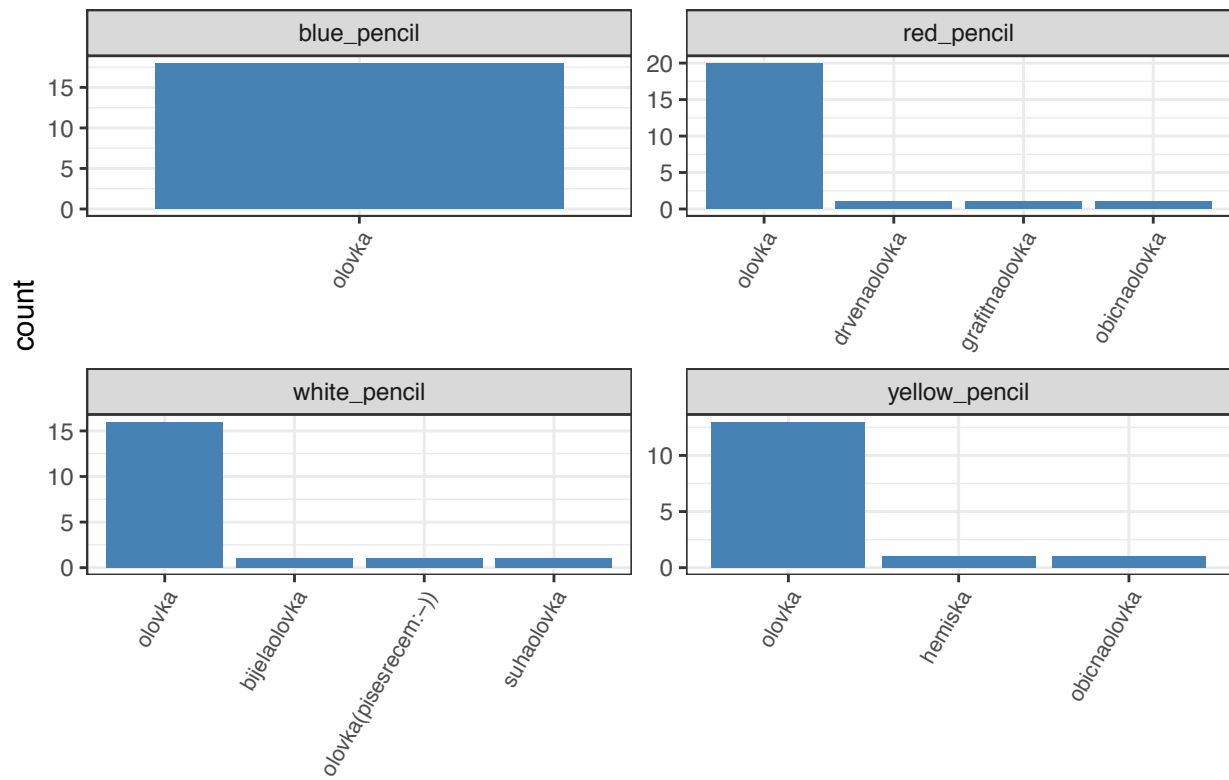 count
blue_pencil
15
10
5
0
olovka
red_pencil
20
15
10
5
0
olovka
drvenaolovka
grafitnaolovka
obicnaolovka
white_pencil
15
10
5
0
olovka
bijelaolovka
olovka(pisesrecem:-))
suhaolovka
yellow_pencil
10
5
0
olovka
hemiska
obicnaolovka